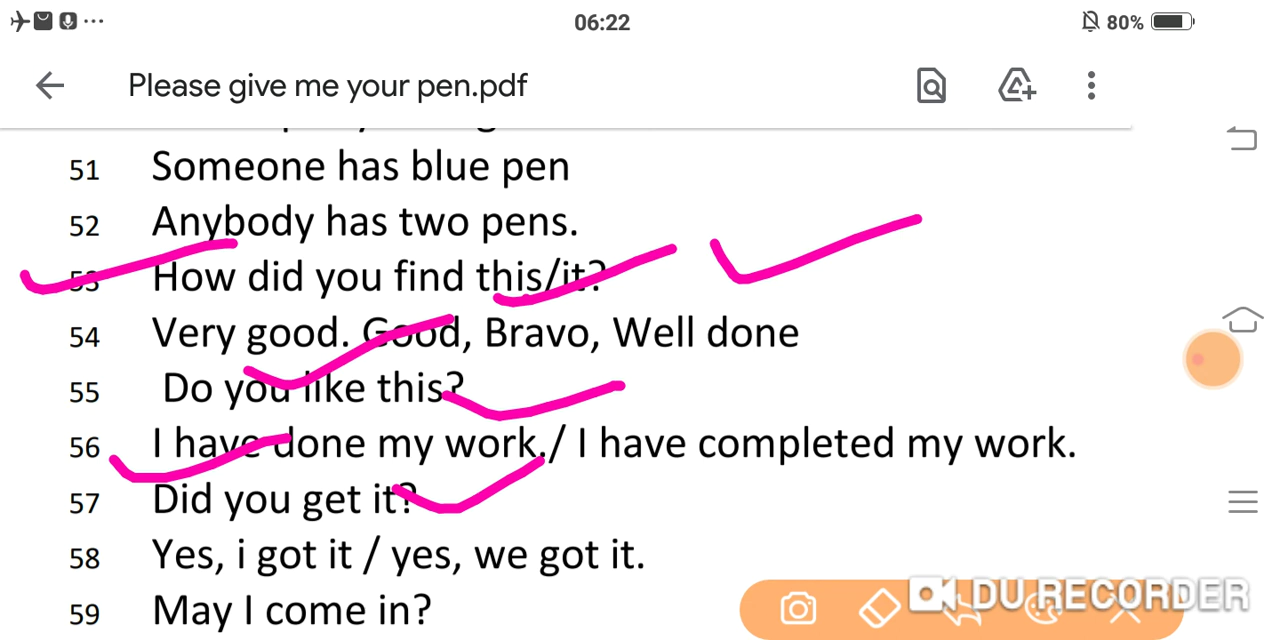 06:22
80%
Please give me your pen.pdf
51 Someone has blue pen
52 Anybody has two pens.
53 How did you find this/it?
54 Very good. Good, Bravo, Well done
55 Do you like this?
56 I have done my work./ I have completed my work.
57 Did you get it?
58 Yes, i got it / yes, we got it.
59 May I come in?
DU RECORDER